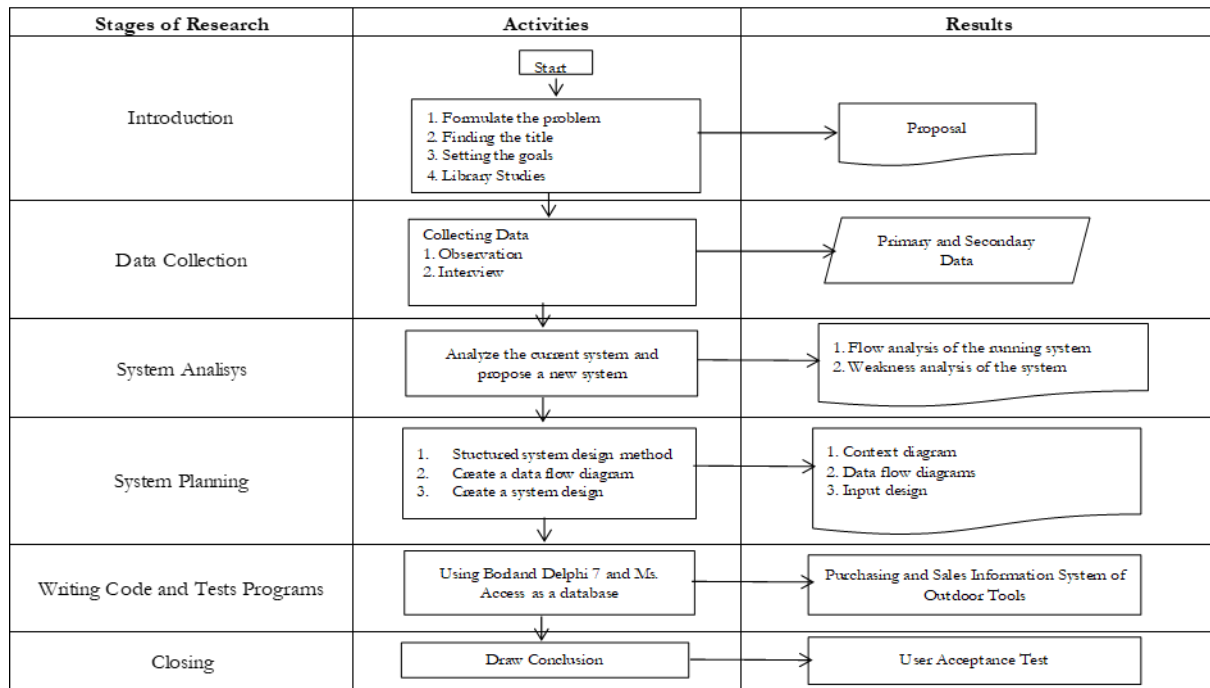 Stages of Research
Activities
Results
Introduction
Start
1. Formulate the problem
2. Finding the title
3. Setting the goals
4. Library Studies
Proposal
Data Collection
Collecting Data
1. Observation
2. Interview
Primary and Secondary
Data
System Analisys
Analyze the current system and
propose a new system
1. Flow analysis of the running system
2. Weakness analysis of the system
System Planning
1. Stuctured system design method
2. Create a data flow diagram
3. Create a system design
1. Context diagram
2. Data flow diagrams
3. Input design
Writing Code and Tests Programs
Using Borland Delphi 7 and Ms.
Access as a database
Purchasing and Sales Information System of
Outdoor Tools
Closing
Draw Conclusion
User Acceptance Test